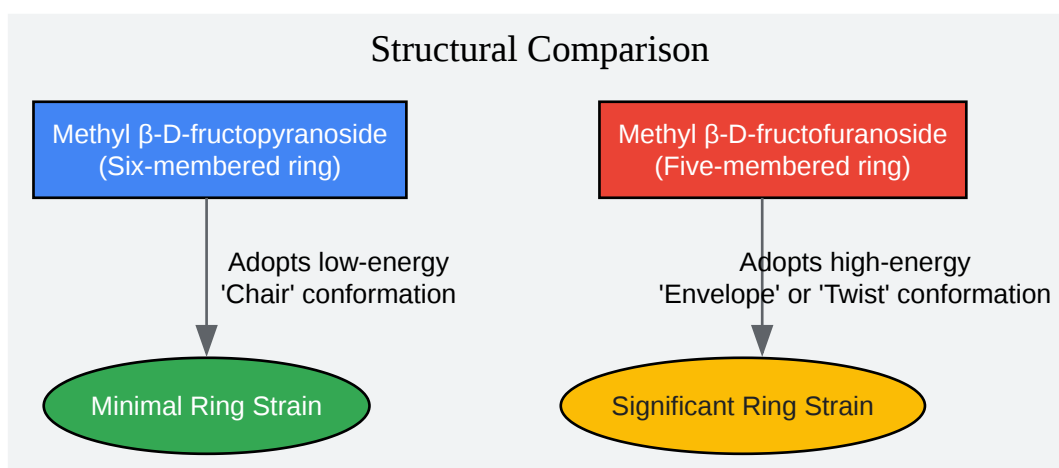 Structural Comparison
Methyl β-D-fructopyranoside
(Six-membered ring)
Methyl β-D-fructofuranoside
(Five-membered ring)
Adopts low-energy
'Chair' conformation
Adopts high-energy
'Envelope' or 'Twist' conformation
Minimal Ring Strain
Significant Ring Strain